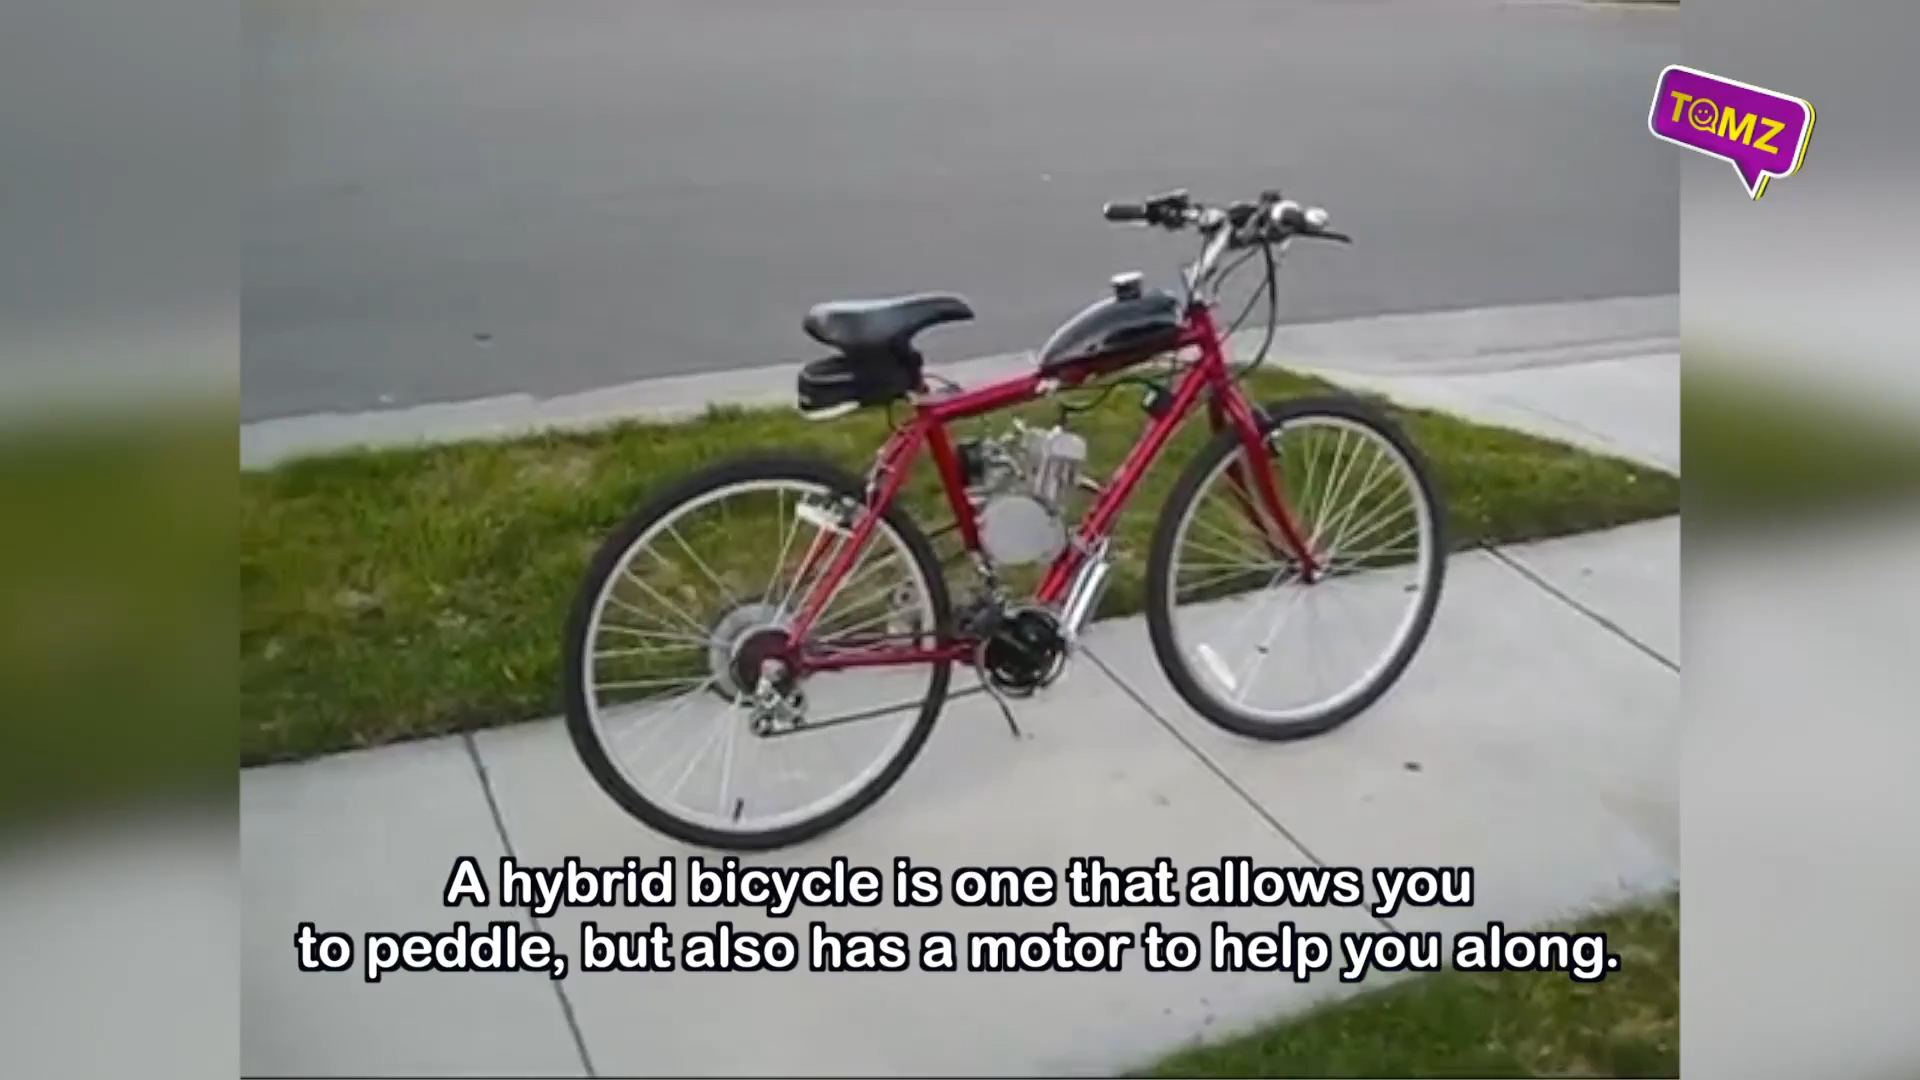 TOMZ
A hybrid bicycle is one that allows you
to peddle, but also has a motor to help you along.